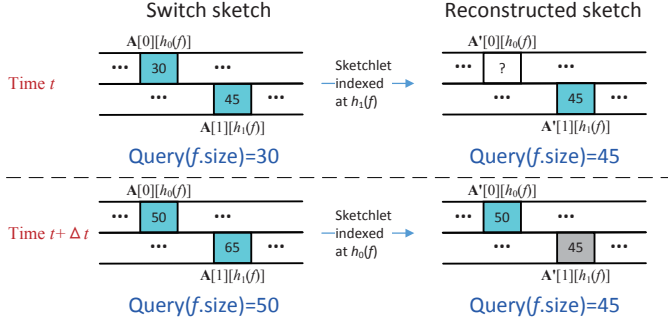 Switch sketch
Reconstructed sketch
A[0][h0(f)]
A'[0][h0(f)]
Time t
··· 30 ···
··· 45 ···
Sketchlet
indexed
at h1(f)
··· ? ···
··· 45 ···
A[1][h1(f)]
A'[1][h1(f)]
Query(f.size)=30
Query(f.size)=45
A[0][h0(f)]
A'[0][h0(f)]
Time t+ Δ t
··· 50 ···
··· 65 ···
Sketchlet
indexed
at h0(f)
··· 50 ···
··· 45 ···
A[1][h1(f)]
A'[1][h1(f)]
Query(f.size)=50
Query(f.size)=45